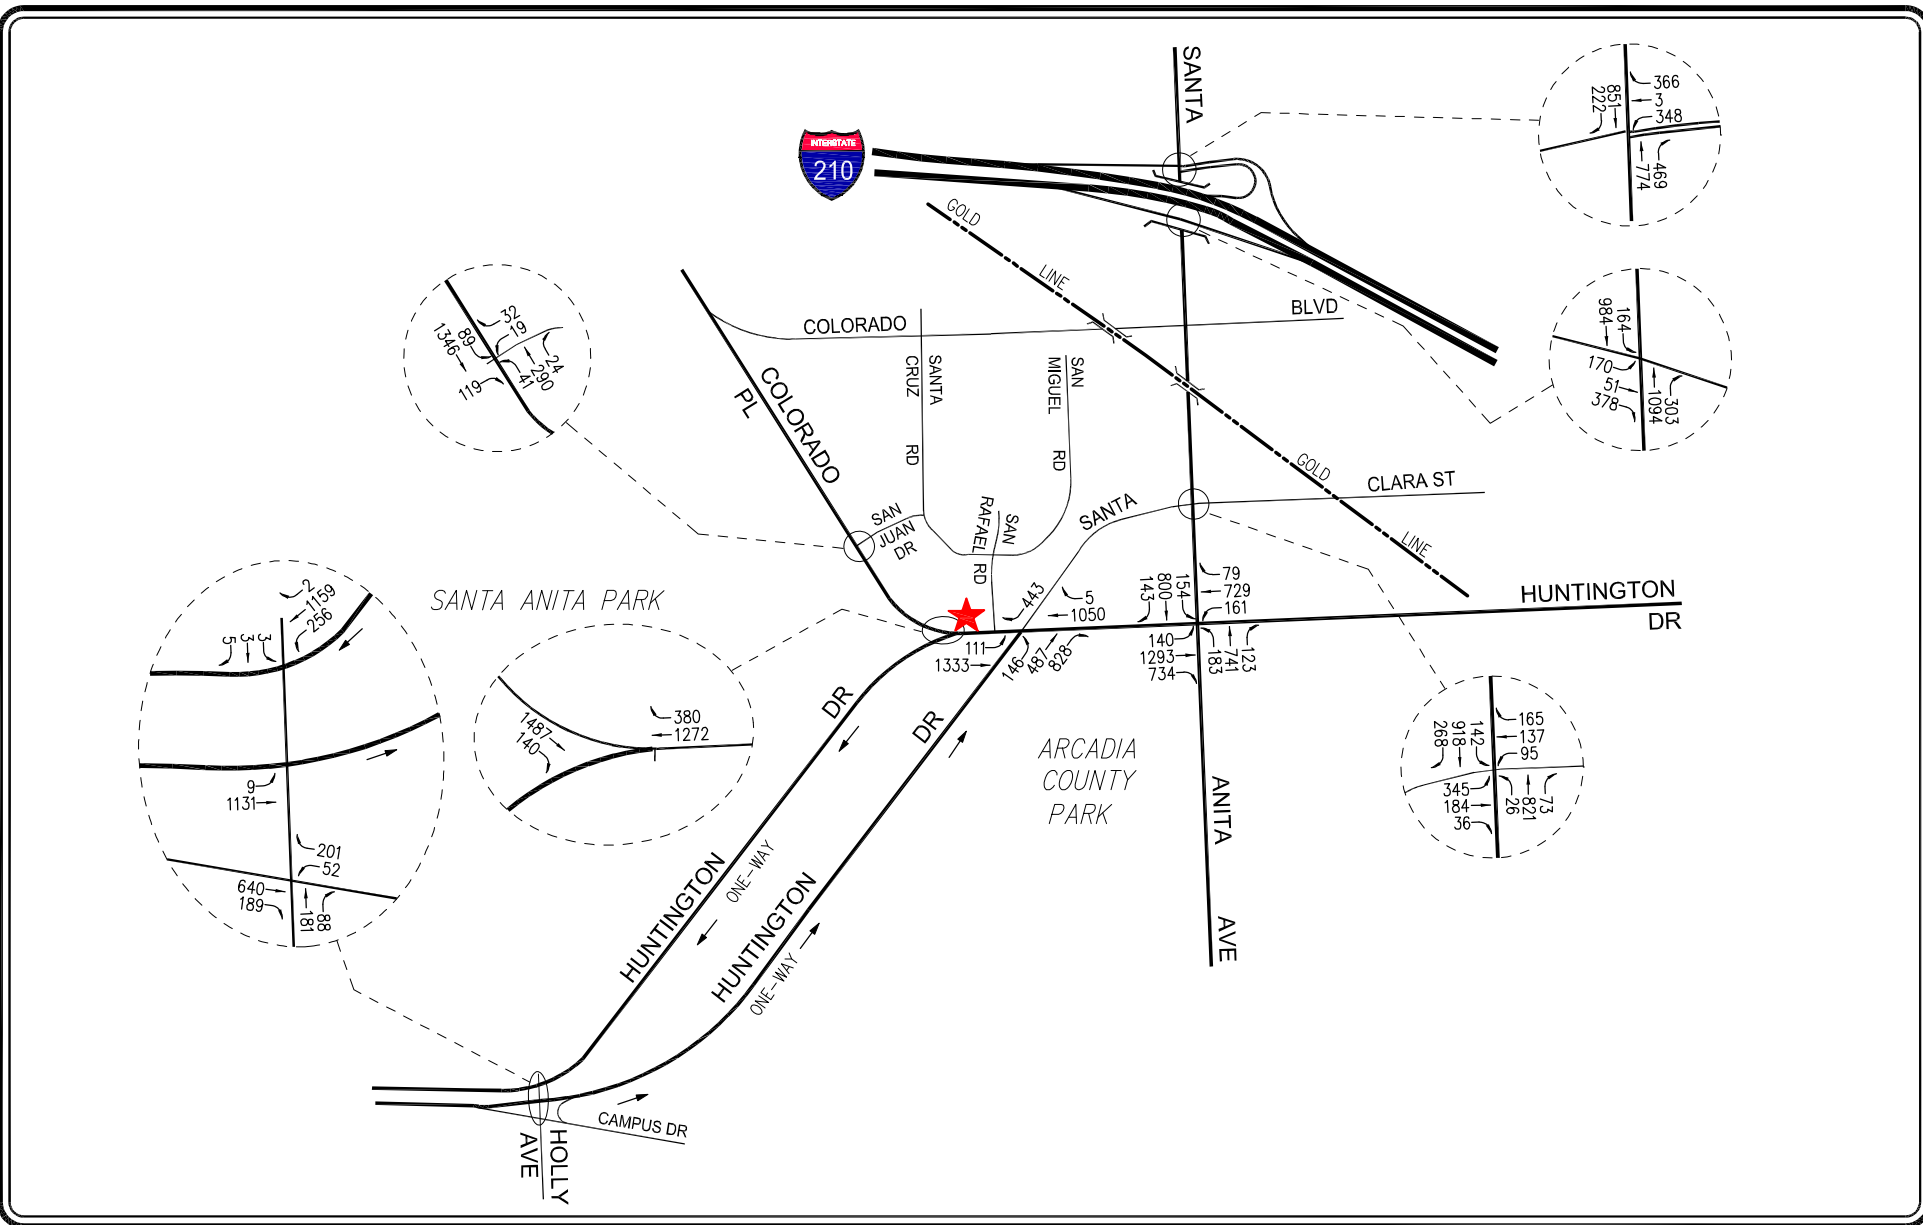 SANTA
366
3
348
851
222
469
774
INTERSTATE
210
GOLD
LINE
COLORADO
BLVD
164
984
170
51
378
303
1094
32
19
89
1346
119
24
290
41
COLORADO
PL
SANTA
CRUZ
RD
SAN
MIGUEL
RD
GOLD
LINE
SANTA
CLARA ST
SAN
JUAN
DR
SAN
RAFAEL RD
443
5
1050
154
800
143
79
729
161
HUNTINGTON
DR
111
1333
146
487
828
140
1293
734
183
741
123
SANTA ANITA PARK
2
1159
256
3
3
5
9
1131
201
52
640
189
88
181
1487
140
380
1272
DR
DR
ARCADIA
COUNTY
PARK
ANITA
AVE
165
137
95
142
918
268
345
184
36
26
821
73
HUNTINGTON
ONE-WAY
HUNTINGTON
ONE-WAY
CAMPUS DR
HOLLY
AVE